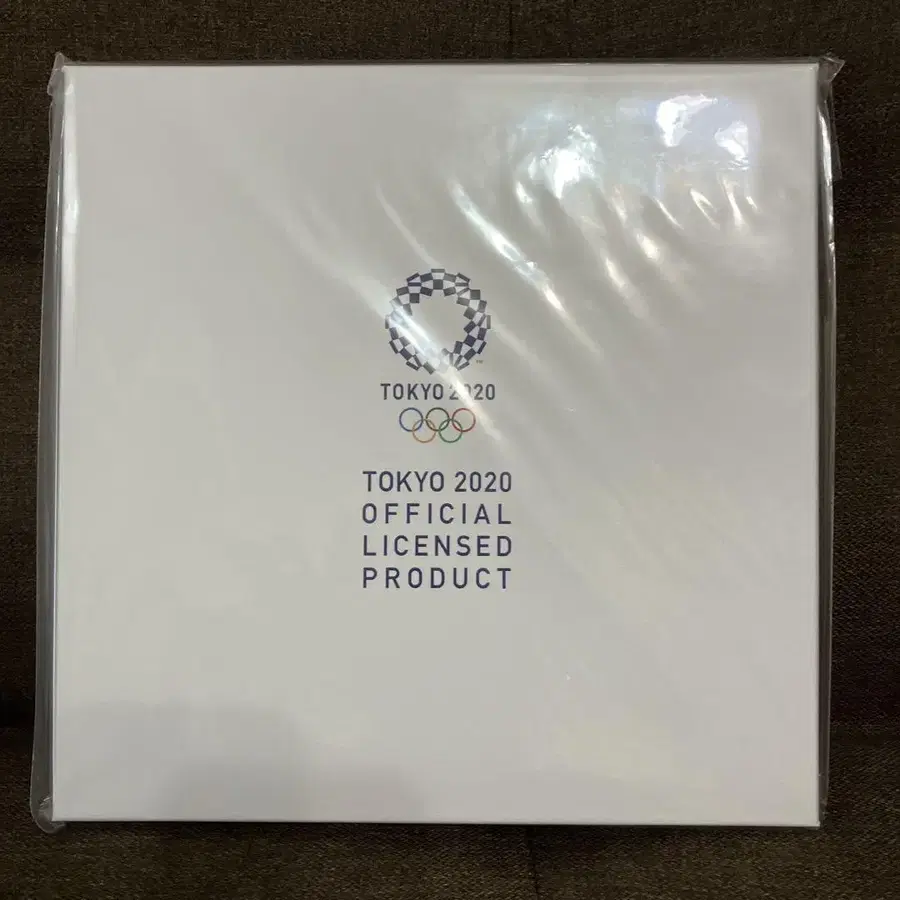 TOKYO 2020
TOKYO 2020
OFFICIAL
LICENSED
PRODUCT